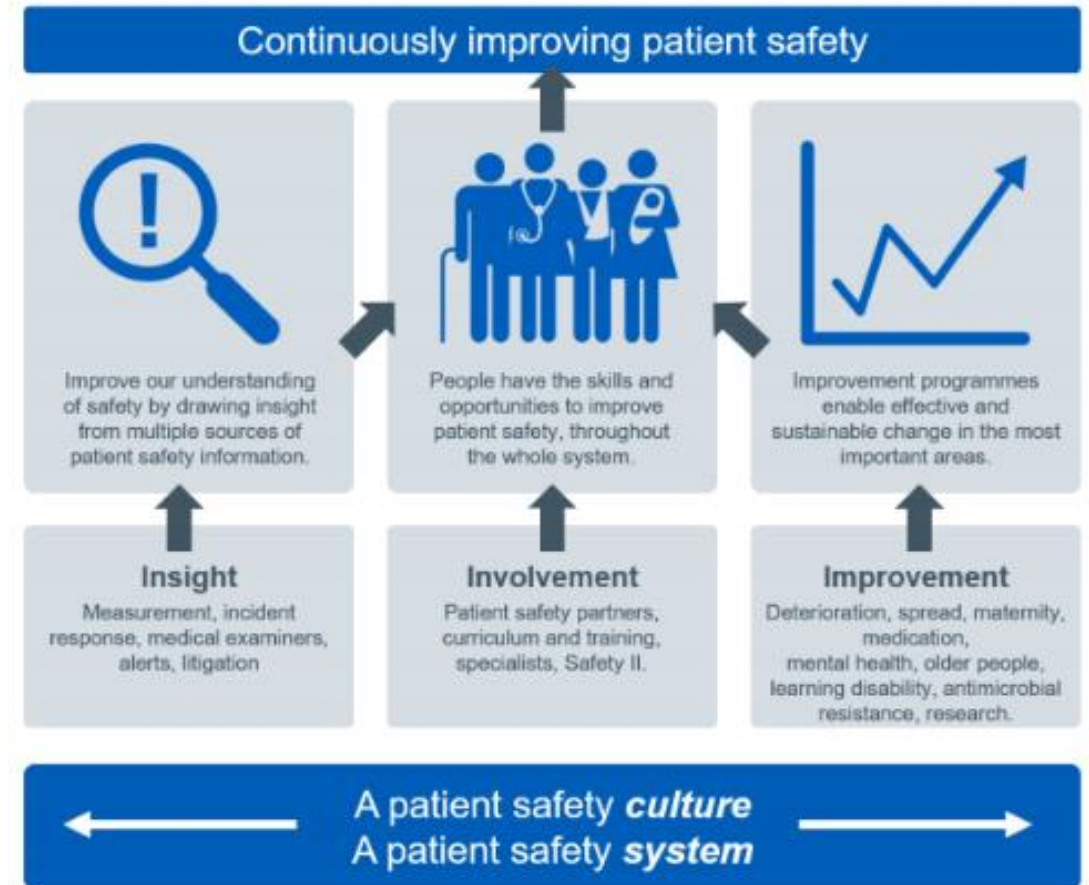 Continuously improving patient safety
!
Improve our understanding
of safety by drawing insight
from multiple sources of
patient safety information.
People have the skills and
opportunities to improve
patient safety, throughout
the whole system.
Improvement programmes
enable effective and
sustainable change in the most
important areas.
Insight
Measurement, incident
response, medical examiners,
alerts, litigation
Involvement
Patient safety partners,
curriculum and training,
specialists, Safety II.
Improvement
Deterioration, spread, maternity,
medication,
mental health, older people,
learning disability, antimicrobial
resistance, research.
A patient safety culture
A patient safety system